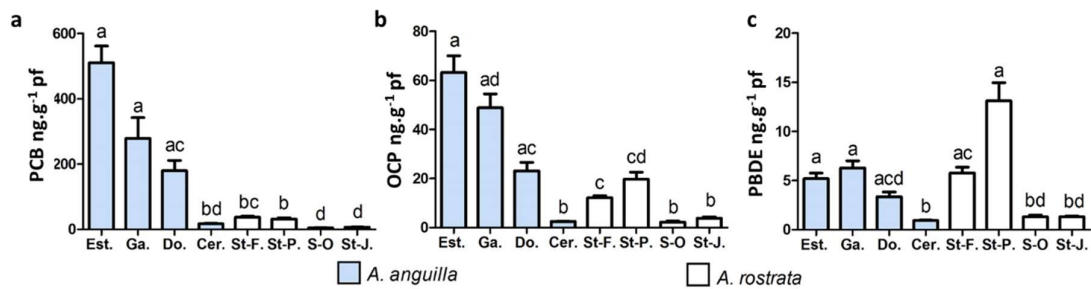 a
PCB ng.g-1 pf
600
400
200
0
a
a
ac
bd
bc
b
d
d
Est. Ga. Do. Cer. St-F. St-P. S-O St-J.
b
OCP ng.g-1 pf
80
60
40
20
0
a
ad
ac
b
c
cd
b
b
Est. Ga. Do. Cer. St-F. St-P. S-O St-J.
c
PBDE ng.g-1 pf
20
15
10
5
0
a
a
acd
b
ac
a
bd
bd
Est. Ga. Do. Cer. St-F. St-P. S-O St-J.
A. anguilla
A. rostrata